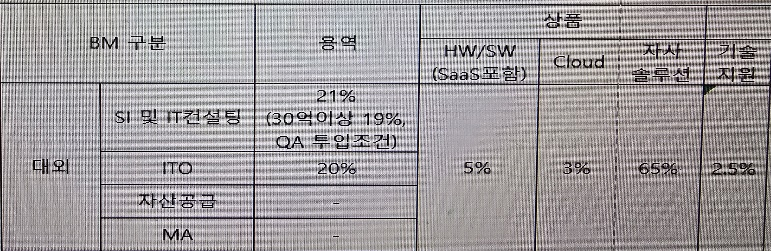 BM 구분
용역
상품
HW/SW
(SaaS포함)
Cloud
자사
솔루션
기술
지원
대외
SI 및 IT컨설팅
21%
(30억이상 19%,
QA 투입조건)
ITO
20%
5%
3%
65%
2.5%
자산공급
-
MA
-